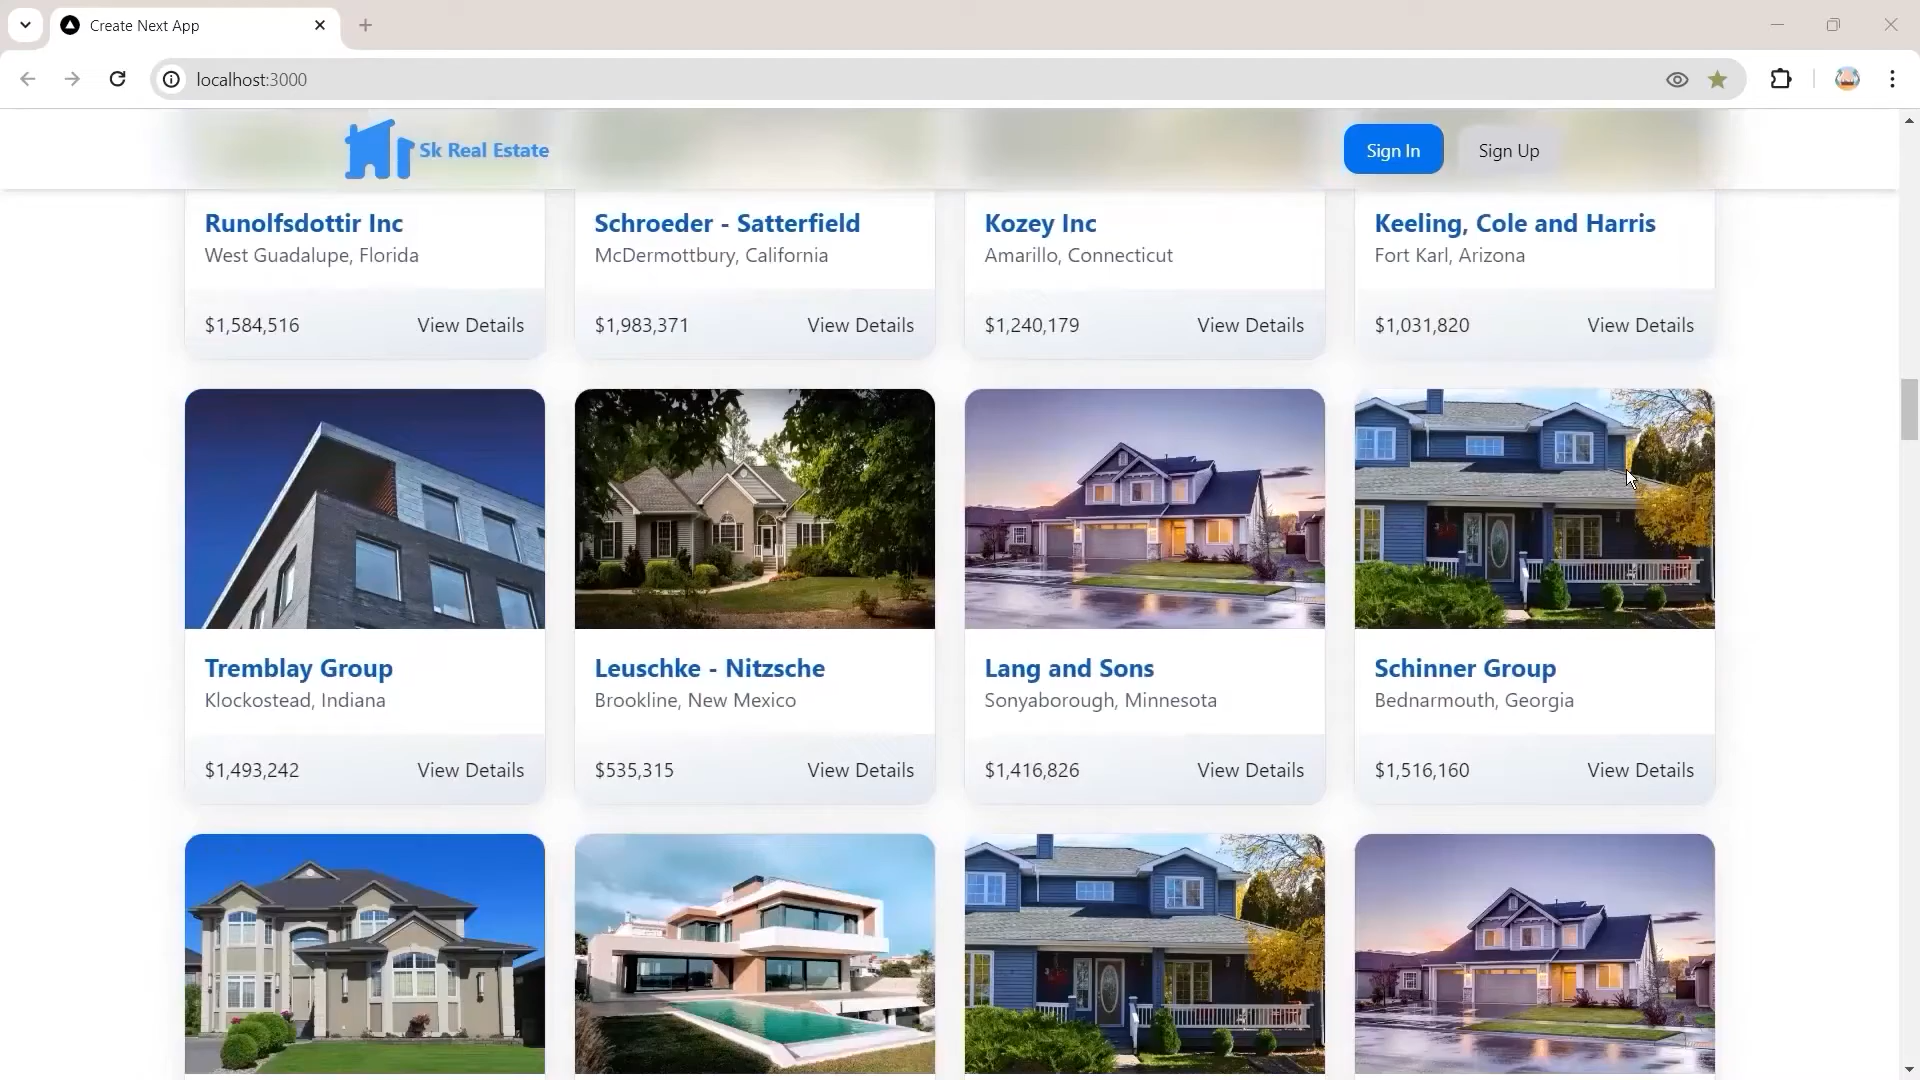 Create Next App
localhost:3000
Sk Real Estate
Sign In
Sign Up
Runolfsdottir Inc
West Guadalupe, Florida
$1,584,516
View Details
Schroeder - Satterfield
McDermottbury, California
$1,983,371
View Details
Kozey Inc
Amarillo, Connecticut
$1,240,179
View Details
Keeling, Cole and Harris
Fort Karl, Arizona
$1,031,820
View Details
Tremblay Group
Klockostead, Indiana
$1,493,242
View Details
Leuschke - Nitzsche
Brookline, New Mexico
$535,315
View Details
Lang and Sons
Sonyaborough, Minnesota
$1,416,826
View Details
Schinner Group
Bednarmouth, Georgia
$1,516,160
View Details